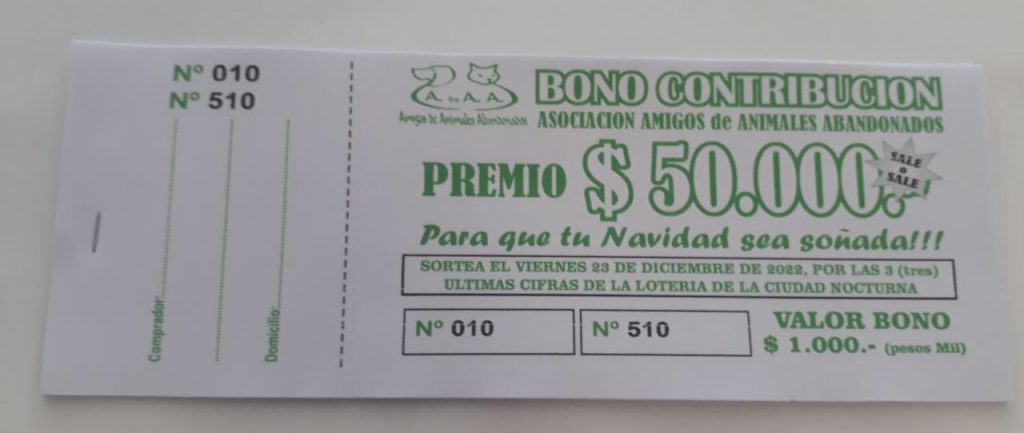 Nº 010
Nº 510
Comprador:
Domicilio:
A. de A. A.
Amigos de Animales Abandonados
BONO CONTRIBUCION
ASOCIACION AMIGOS de ANIMALES ABANDONADOS
PREMIO $ 50.000.-
SALE
o
SALE
Para que tu Navidad sea soñada!!!
SORTEA EL VIERNES 23 DE DICIEMBRE DE 2022, POR LAS 3 (tres)
ULTIMAS CIFRAS DE LA LOTERIA DE LA CIUDAD NOCTURNA
Nº 010
Nº 510
VALOR BONO
$ 1.000.- (pesos Mil)